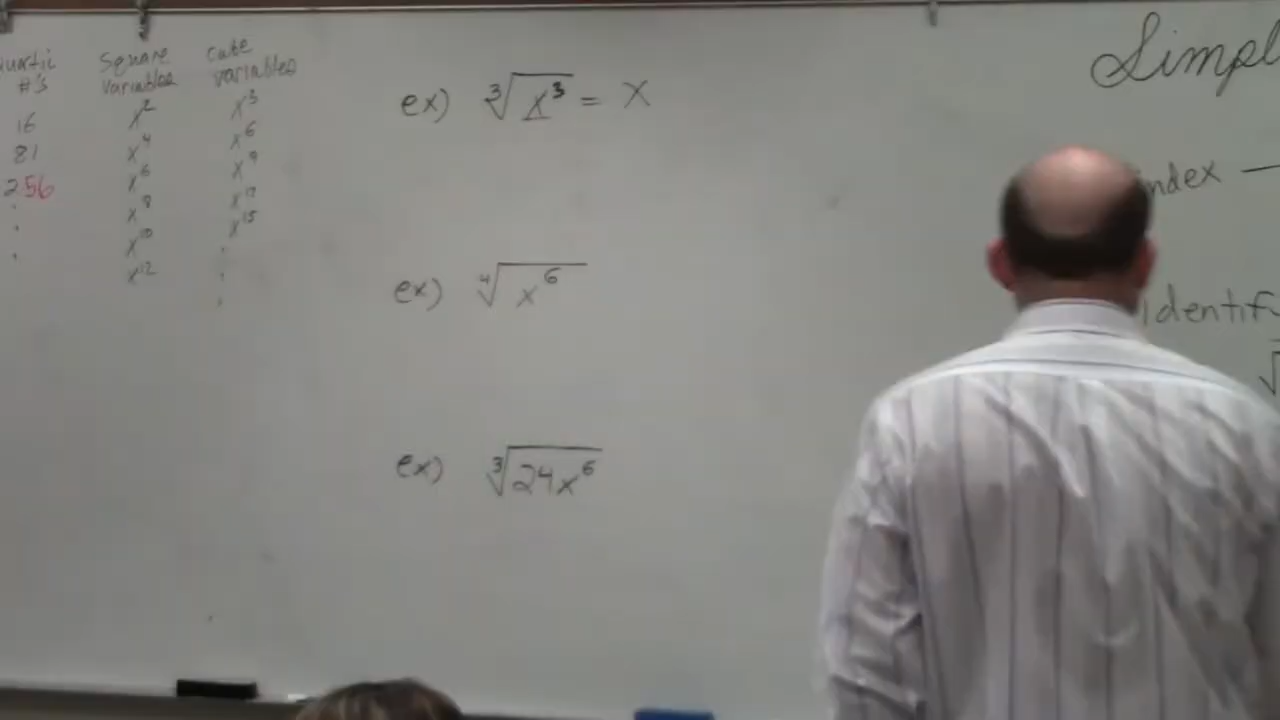 Simpl
Square
variables
x²
x⁴
x⁶
x⁸
x¹⁰
x¹²
cube
variables
x³
x⁶
x⁹
x¹²
x¹⁵
#'s
16
81
256
ex) ∛x³ = x
ex) ∜x⁶
ex) ∛24x⁶
ndex —
Identif